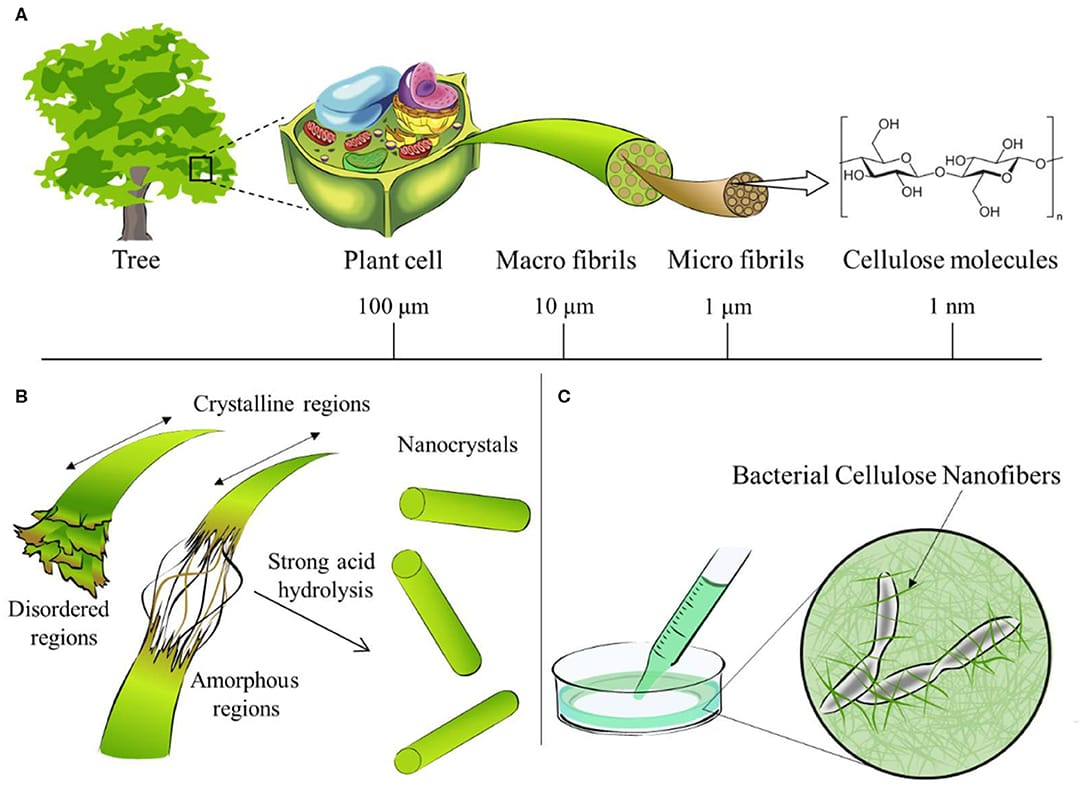 A
OH
O
HO
OH
O
HO
OH
O
O
OH
n
Tree
Plant cell
Macro fibrils
Micro fibrils
Cellulose molecules
100 μm
10 μm
1 μm
1 nm
B
Crystalline regions
Nanocrystals
Strong acid
hydrolysis
Disordered
regions
Amorphous
regions
C
Bacterial Cellulose Nanofibers